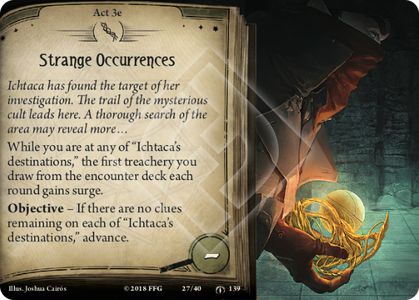 Act 3e
Strange Occurrences
Ichtaca has found the target of her
investigation. The trail of the mysterious
cult leads here. A thorough search of the
area may reveal more…
While you are at any of “Ichtaca’s
destinations,” the first treachery you
draw from the encounter deck each
round gains surge.
Objective – If there are no clues
remaining on each of “Ichtaca’s
destinations,” advance.
–
Illus. Joshua Cairós
© 2018 FFG
27/40
139